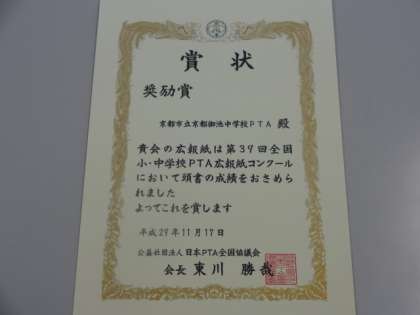 賞状
奨励賞
京都市立京都御池中学校PTA 殿
貴会の広報紙は第39回全国
小・中学校PTA広報紙コンクール
において頭書の成績をおさめら
れました
よってこれを賞します
平成29年11月17日
公益社団法人 日本PTA全国協議会
会長 東川 勝哉